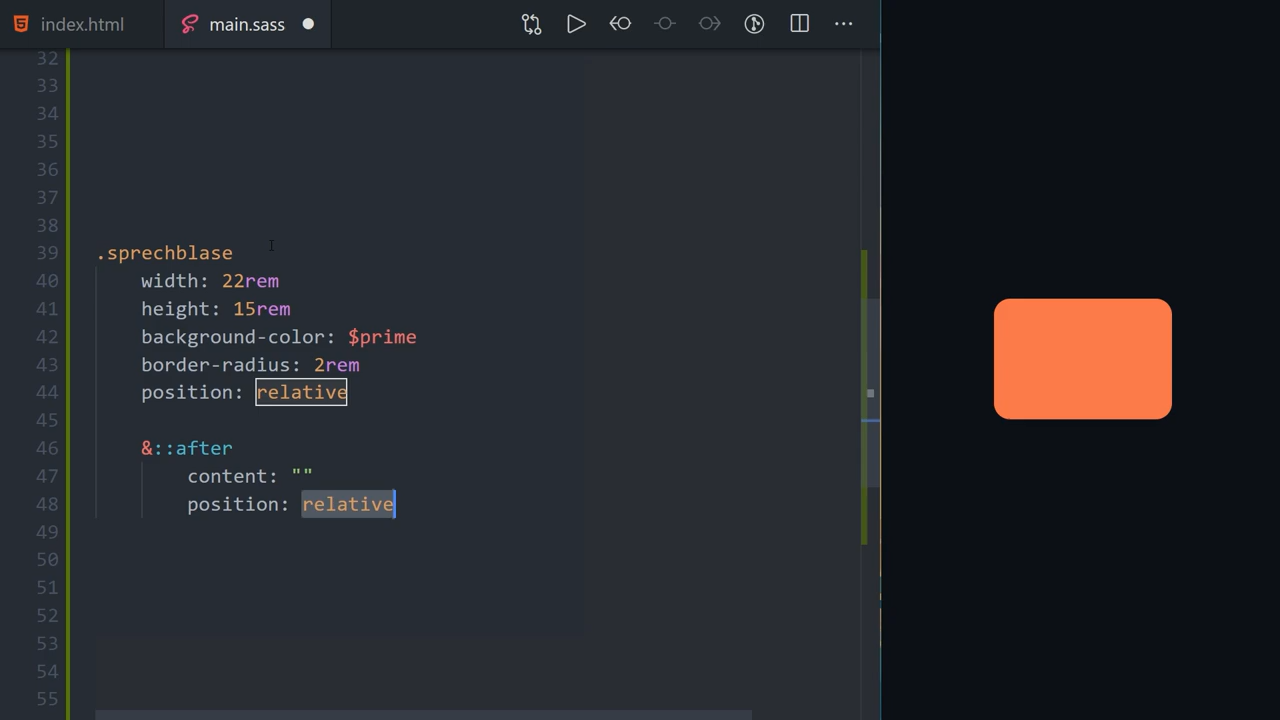 index.html
main.sass
32
33
34
35
36
37
38
39 .sprechblase
40 width: 22rem
41 height: 15rem
42 background-color: $prime
43 border-radius: 2rem
44 position: relative
45
46 &::after
47 content: ""
48 position: relative
49
50
51
52
53
54
55